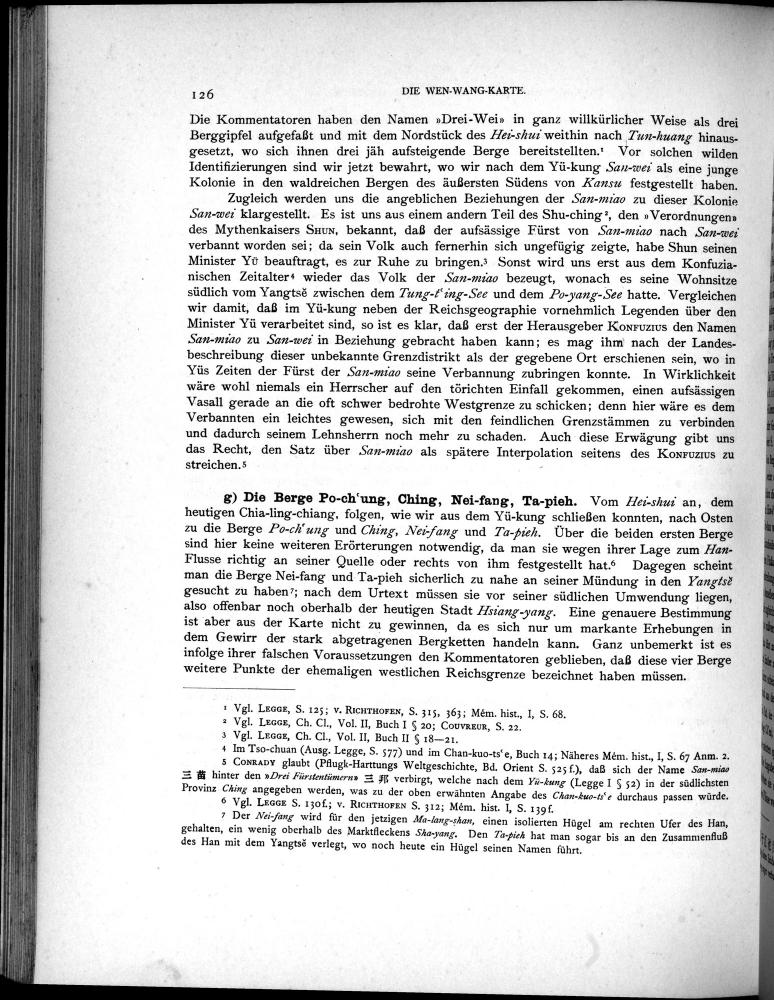 126
DIE WEN-WANG-KARTE.
Die Kommentatoren haben den Namen »Drei-Wei» in ganz willkürlicher Weise als drei
Berggipfel aufgefaßt und mit dem Nordstück des Hei-shui weithin nach Tun-huang hinaus-
gesetzt, wo sich ihnen drei jäh aufsteigende Berge bereitstellten.¹ Vor solchen wilden
Identifizierungen sind wir jetzt bewahrt, wo wir nach dem Yü-kung San-wei als eine junge
Kolonie in den waldreichen Bergen des äußersten Südens von Kansu festgestellt haben.
Zugleich werden uns die angeblichen Beziehungen der San-miao zu dieser Kolonie
San-wei klargestellt. Es ist uns aus einem andern Teil des Shu-ching², den »Verordnungen»
des Mythenkaisers SHUN, bekannt, daß der aufsässige Fürst von San-miao nach San-wei
verbannt worden sei; da sein Volk auch fernerhin sich ungefügig zeigte, habe Shun seinen
Minister YÜ beauftragt, es zur Ruhe zu bringen.³ Sonst wird uns erst aus dem Konfuzia-
nischen Zeitalter⁴ wieder das Volk der San-miao bezeugt, wonach es seine Wohnsitze
südlich vom Yangtsĕ zwischen dem Tung-t‘ing-See und dem Po-yang-See hatte. Vergleichen
wir damit, daß im Yü-kung neben der Reichsgeographie vornehmlich Legenden über den
Minister Yü verarbeitet sind, so ist es klar, daß erst der Herausgeber KONFUZIUS den Namen
San-miao zu San-wei in Beziehung gebracht haben kann; es mag ihm nach der Landes-
beschreibung dieser unbekannte Grenzdistrikt als der gegebene Ort erschienen sein, wo in
Yüs Zeiten der Fürst der San-miao seine Verbannung zubringen konnte. In Wirklichkeit
wäre wohl niemals ein Herrscher auf den törichten Einfall gekommen, einen aufsässigen
Vasall gerade an die oft schwer bedrohte Westgrenze zu schicken; denn hier wäre es dem
Verbannten ein leichtes gewesen, sich mit den feindlichen Grenzstämmen zu verbinden
und dadurch seinem Lehnsherrn noch mehr zu schaden. Auch diese Erwägung gibt uns
das Recht, den Satz über San-miao als spätere Interpolation seitens des KONFUZIUS zu
streichen.⁵
g) Die Berge Po-ch‘ung, Ching, Nei-fang, Ta-pieh. Vom Hei-shui an, dem
heutigen Chia-ling-chiang, folgen, wie wir aus dem Yü-kung schließen konnten, nach Osten
zu die Berge Po-ch‘ung und Ching, Nei-fang und Ta-pieh. Über die beiden ersten Berge
sind hier keine weiteren Erörterungen notwendig, da man sie wegen ihrer Lage zum Han-
Flusse richtig an seiner Quelle oder rechts von ihm festgestellt hat.⁶ Dagegen scheint
man die Berge Nei-fang und Ta-pieh sicherlich zu nahe an seiner Mündung in den Yangtsĕ
gesucht zu haben⁷; nach dem Urtext müssen sie vor seiner südlichen Umwendung liegen,
also offenbar noch oberhalb der heutigen Stadt Hsiang-yang. Eine genauere Bestimmung
ist aber aus der Karte nicht zu gewinnen, da es sich nur um markante Erhebungen in
dem Gewirr der stark abgetragenen Bergketten handeln kann. Ganz unbemerkt ist es
infolge ihrer falschen Voraussetzungen den Kommentatoren geblieben, daß diese vier Berge
weitere Punkte der ehemaligen westlichen Reichsgrenze bezeichnet haben müssen.
¹ Vgl. LEGGE, S. 125; V. RICHTHOFEN, S. 315, 363; Mém. hist., I, S. 68.
² Vgl. LEGGE, Ch. Cl., Vol. II, Buch I § 20; COUVREUR, S. 22.
³ Vgl. LEGGE, Ch. Cl., Vol. II, Buch II § 18—21.
⁴ Im Tso-chuan (Ausg. Legge, S. 577) und im Chan-kuo-ts‘e, Buch 14; Näheres Mém. hist., I, S. 67 Anm. 2.
⁵ CONRADY glaubt (Pflugk-Harttungs Weltgeschichte, Bd. Orient S. 525 f.), daß sich der Name San-miao
三苗 hinter den »Drei Fürstentümern» 三邦 verbirgt, welche nach dem Yü-kung (Legge I § 52) in der südlichsten
Provinz Ching angegeben werden, was zu der oben erwähnten Angabe des Chan-kuo-ts‘e durchaus passen würde.
⁶ Vgl. LEGGE S. 130f.; V. RICHTHOFEN S. 312; Mém. hist. I, S. 139 f.
⁷ Der Nei-fang wird für den jetzigen Ma-lang-shan, einen isolierten Hügel am rechten Ufer des Han,
gehalten, ein wenig oberhalb des Marktfleckens Sha-yang. Den Ta-pieh hat man sogar bis an den Zusammenfluß
des Han mit dem Yangtsĕ verlegt, wo noch heute ein Hügel seinen Namen führt.